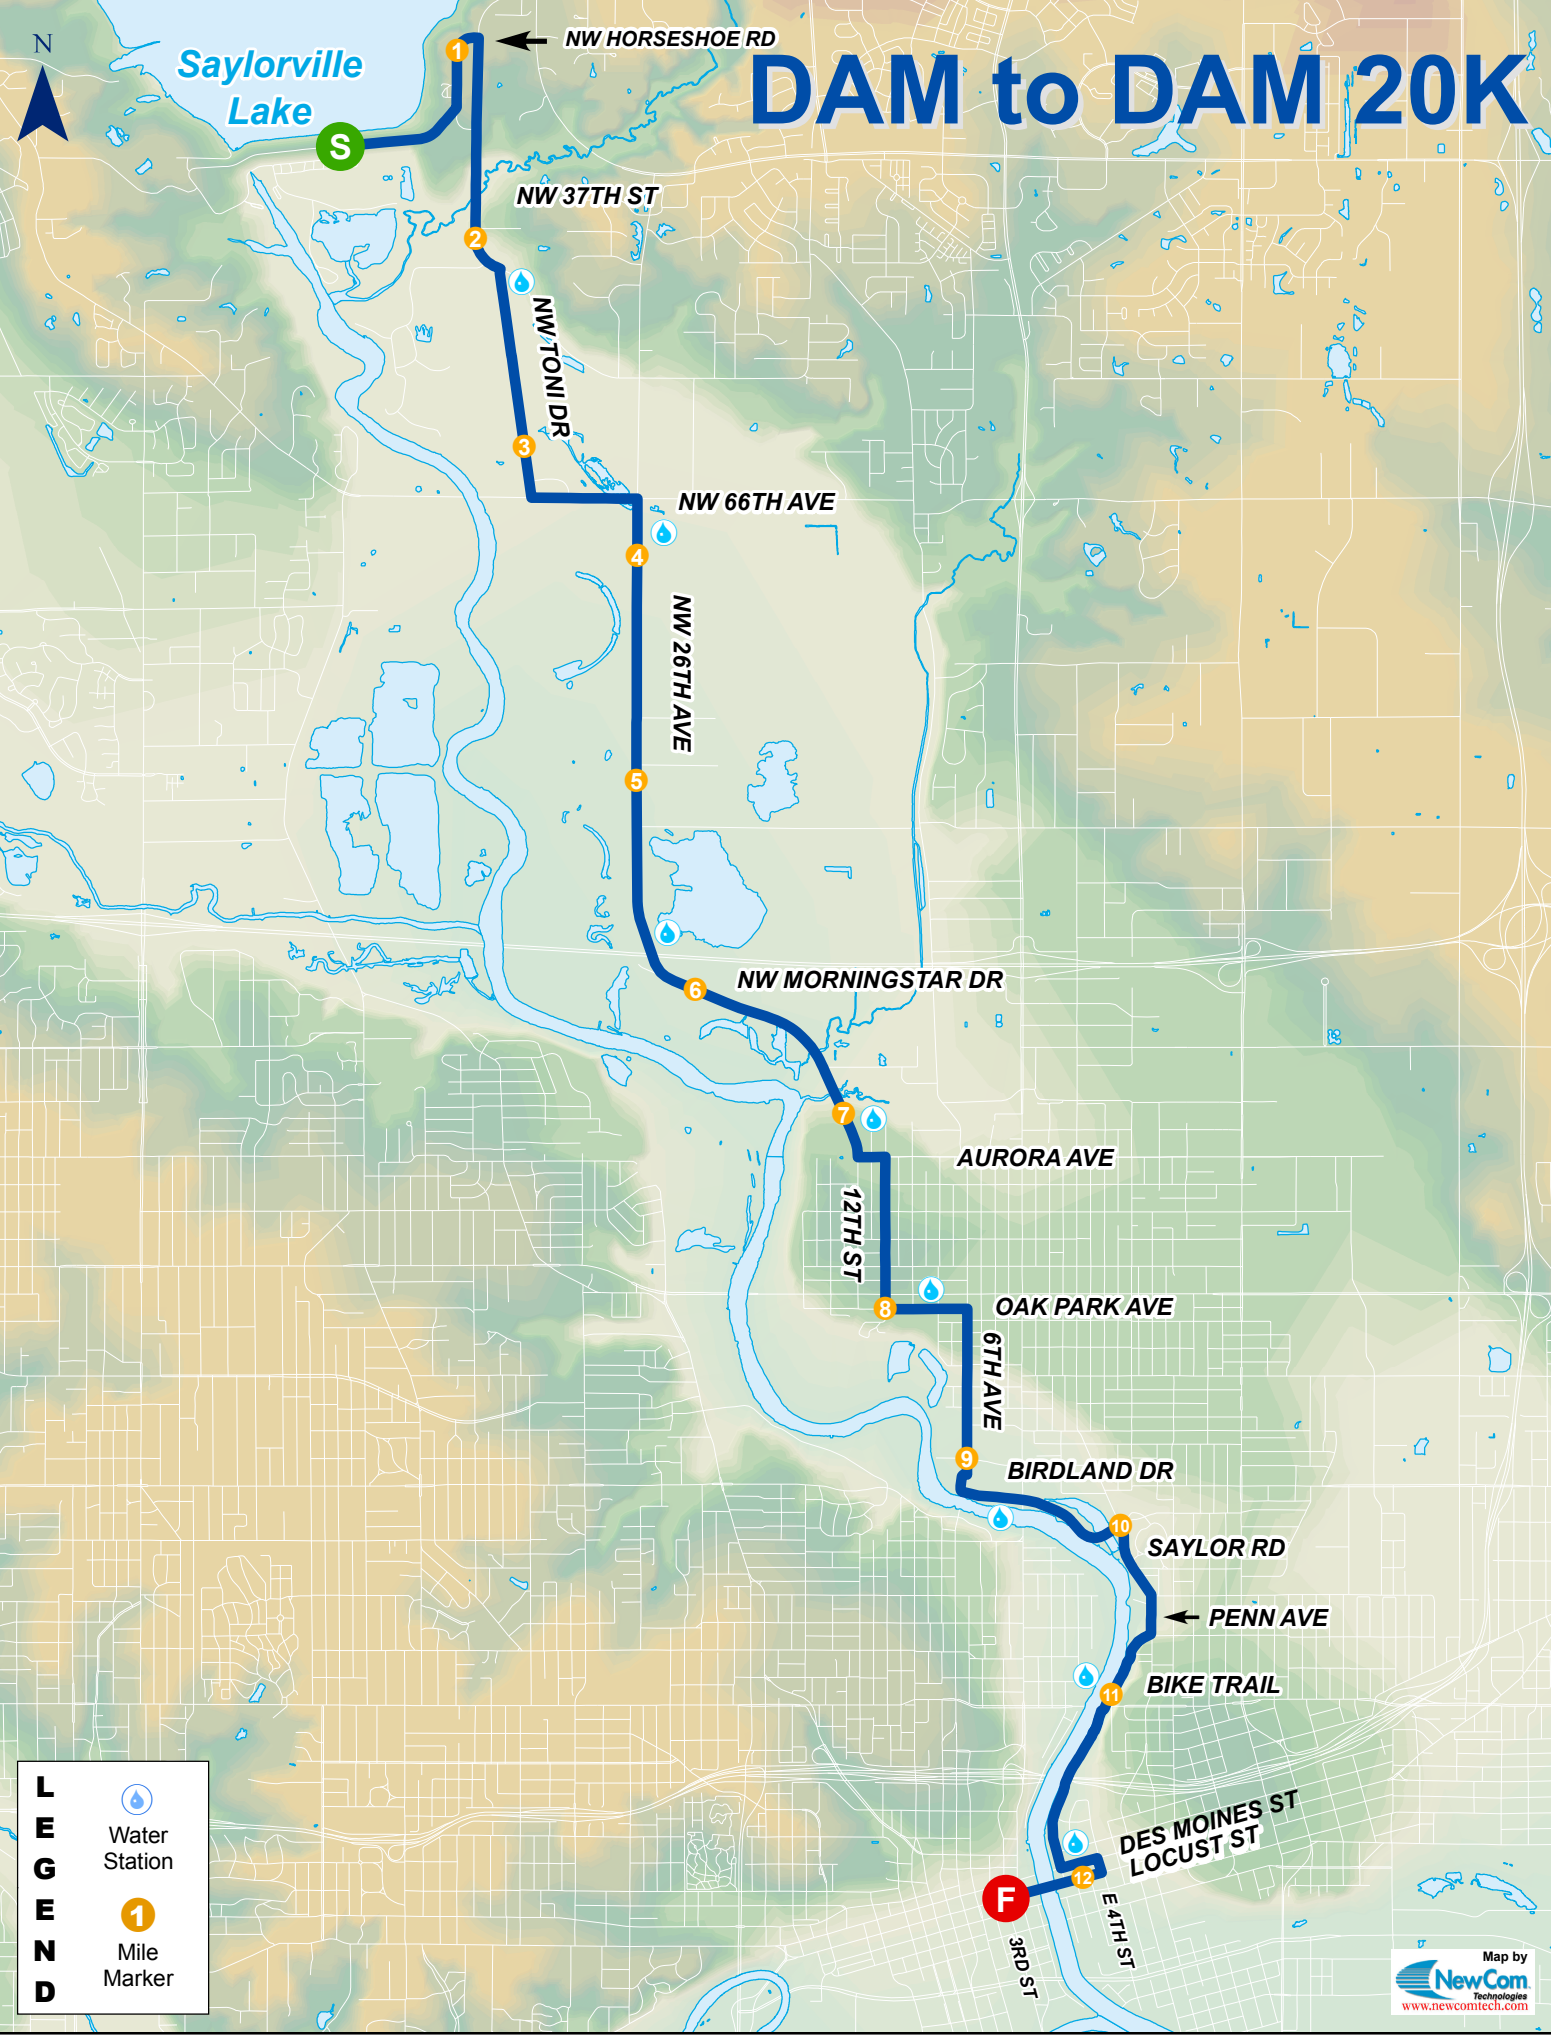 N
Saylorville
Lake
S
1
NW HORSESHOE RD
DAM to DAM 20K
NW 37TH ST
2
NW TONI DR
3
NW 66TH AVE
4
NW 26TH AVE
5
6
NW MORNINGSTAR DR
7
AURORA AVE
12TH ST
8
OAK PARK AVE
6TH AVE
9
BIRDLAND DR
10
SAYLOR RD
PENN AVE
11
BIKE TRAIL
DES MOINES ST
LOCUST ST
12
F
E 4TH ST
3RD ST
LEGEND
Water
Station
1
Mile
Marker
Map by
NewCom
Technologies
www.newcomtech.com